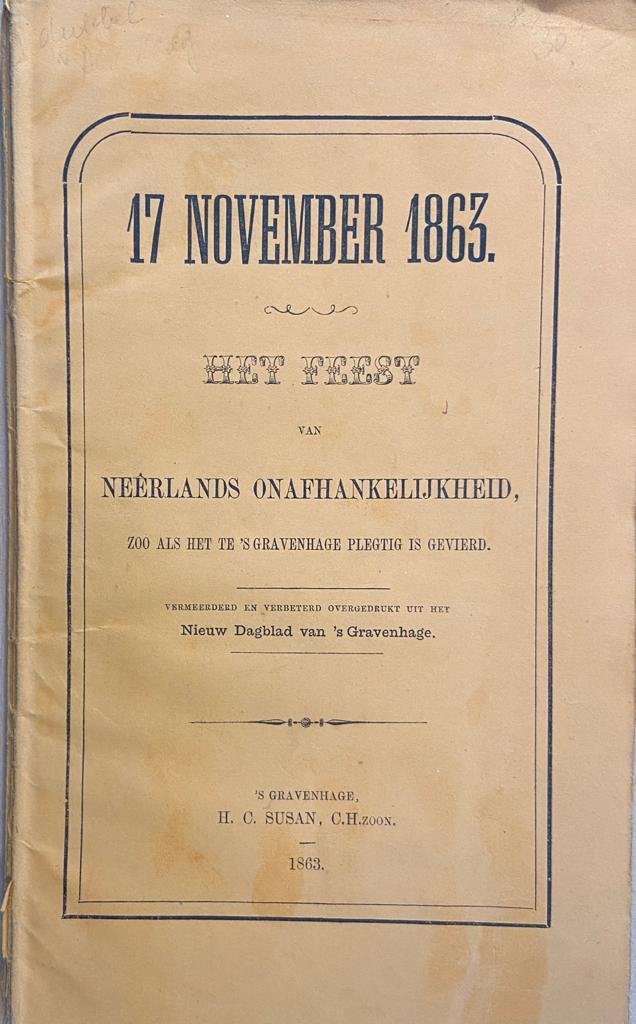 dubbel
17 NOVEMBER 1863.
HET FEEST
VAN
NEÊRLANDS ONAFHANKELIJKHEID,
ZOO ALS HET TE 'S GRAVENHAGE PLEGTIG IS GEVIERD.
VERMEERDERD EN VERBETERD OVERGEDRUKT UIT HET
Nieuw Dagblad van 's Gravenhage.
'S GRAVENHAGE,
H. C. SUSAN, C.H.ZOON.
1863.